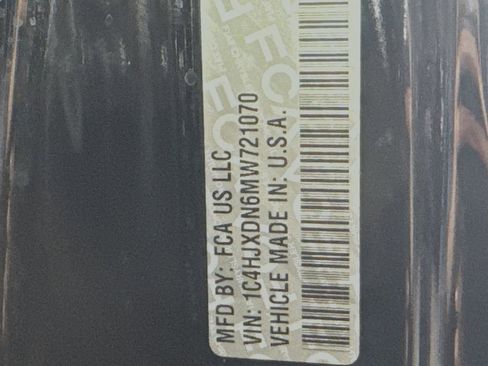 MFD BY: FCA US LLC
VIN: 1C4HJXDN6MW721070
VEHICLE MADE IN: U.S.A.